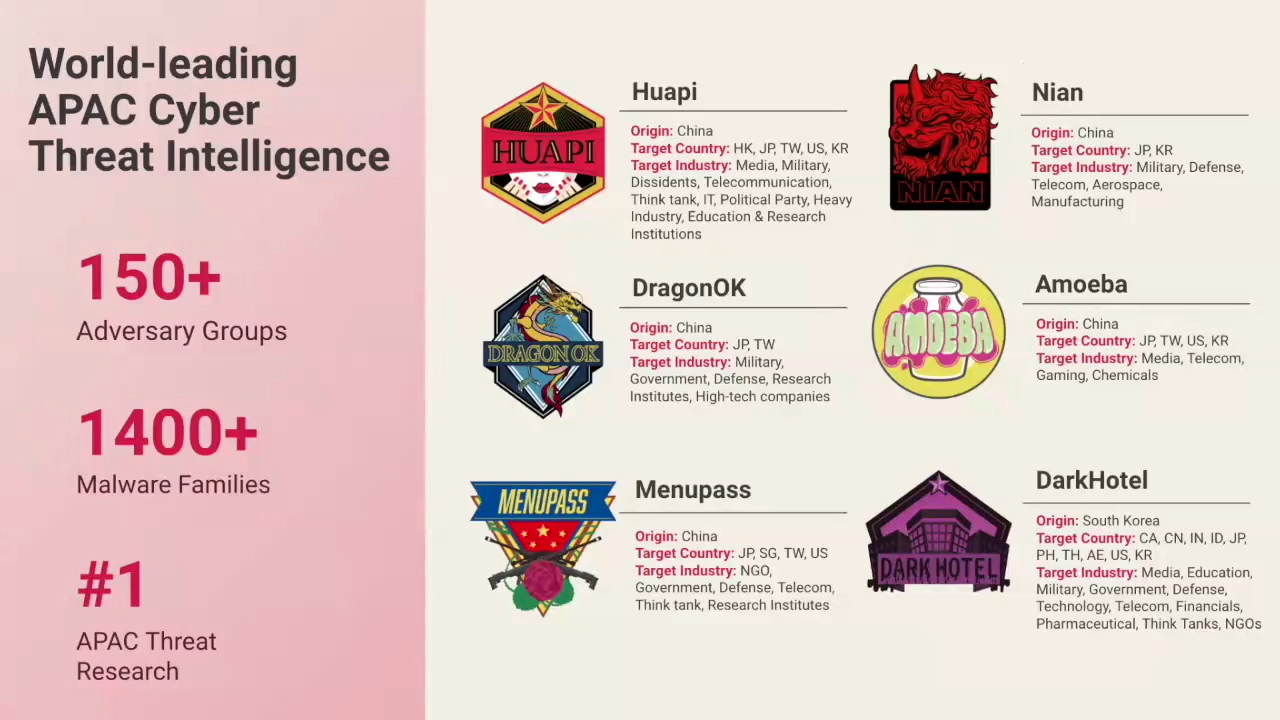 World-leading
APAC Cyber
Threat Intelligence
150+
Adversary Groups
1400+
Malware Families
#1
APAC Threat
Research
HUAPI
Huapi
Origin: China
Target Country: HK, JP, TW, US, KR
Target Industry: Media, Military,
Dissidents, Telecommunication,
Think tank, IT, Political Party, Heavy
Industry, Education & Research
Institutions
NIAN
Nian
Origin: China
Target Country: JP, KR
Target Industry: Military, Defense,
Telecom, Aerospace,
Manufacturing
DRAGON OK
DragonOK
Origin: China
Target Country: JP, TW
Target Industry: Military,
Government, Defense, Research
Institutes, High-tech companies
AMOEBA
Amoeba
Origin: China
Target Country: JP, TW, US, KR
Target Industry: Media, Telecom,
Gaming, Chemicals
MENUPASS
Menupass
Origin: China
Target Country: JP, SG, TW, US
Target Industry: NGO,
Government, Defense, Telecom,
Think tank, Research Institutes
DARK HOTEL
DarkHotel
Origin: South Korea
Target Country: CA, CN, IN, ID, JP,
PH, TH, AE, US, KR
Target Industry: Media, Education,
Military, Government, Defense,
Technology, Telecom, Financials,
Pharmaceutical, Think Tanks, NGOs